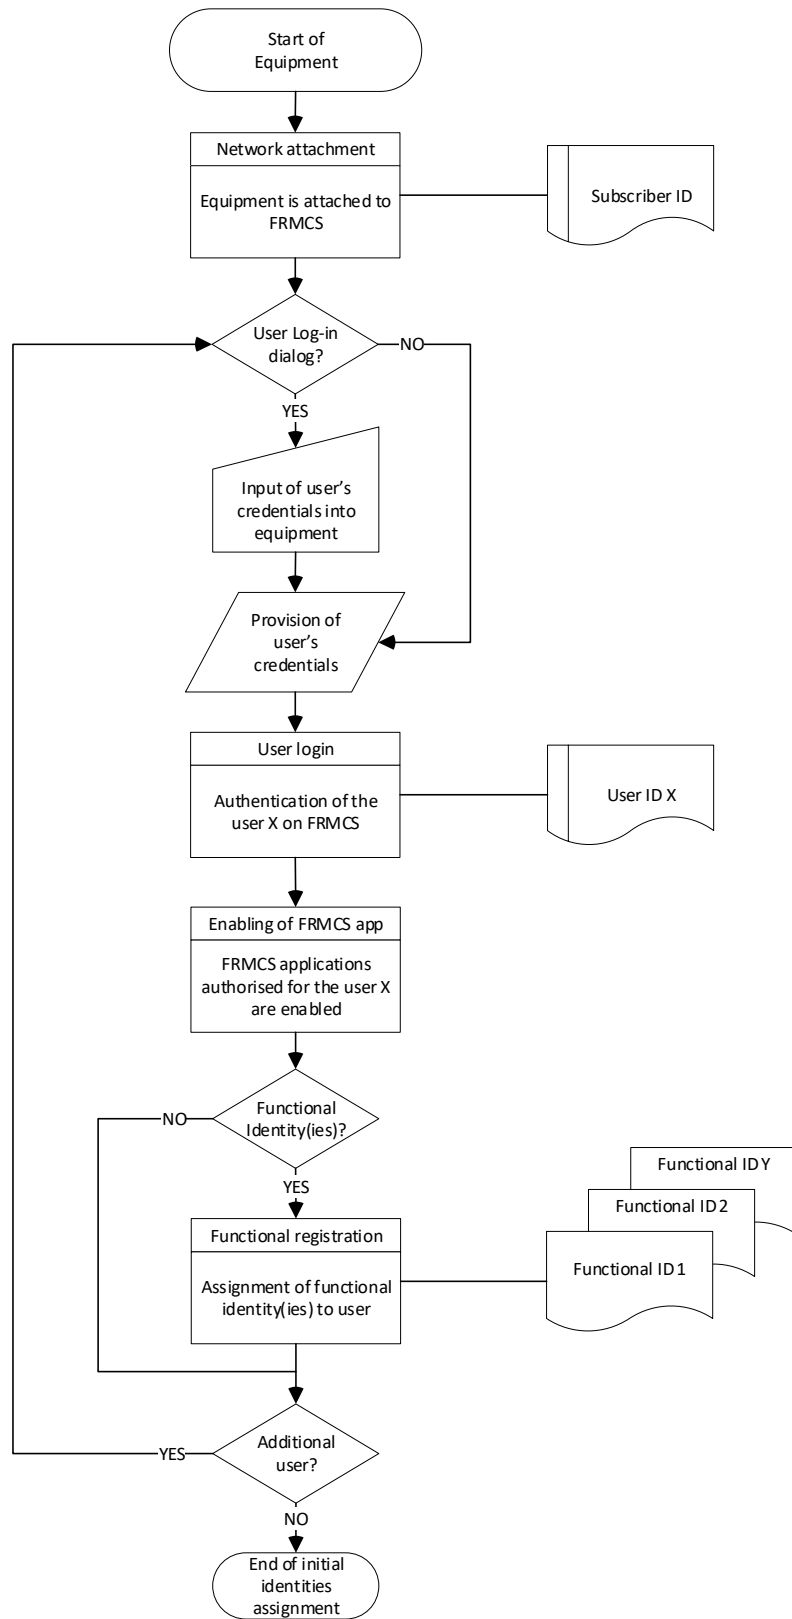 Start of
Equipment
Network attachment
Equipment is attached to
FRMCS
Subscriber ID
User Log-in
dialog?
NO
YES
Input of user's
credentials into
equipment
Provision of
user's
credentials
User login
Authentication of the
user X on FRMCS
User ID X
Enabling of FRMCS app
FRMCS applications
authorised for the user X
are enabled
Functional
Identity(ies)?
NO
YES
Functional ID Y
Functional ID 2
Functional ID 1
Functional registration
Assignment of functional
identity(ies) to user
Additional
user?
YES
NO
End of initial
identities
assignment